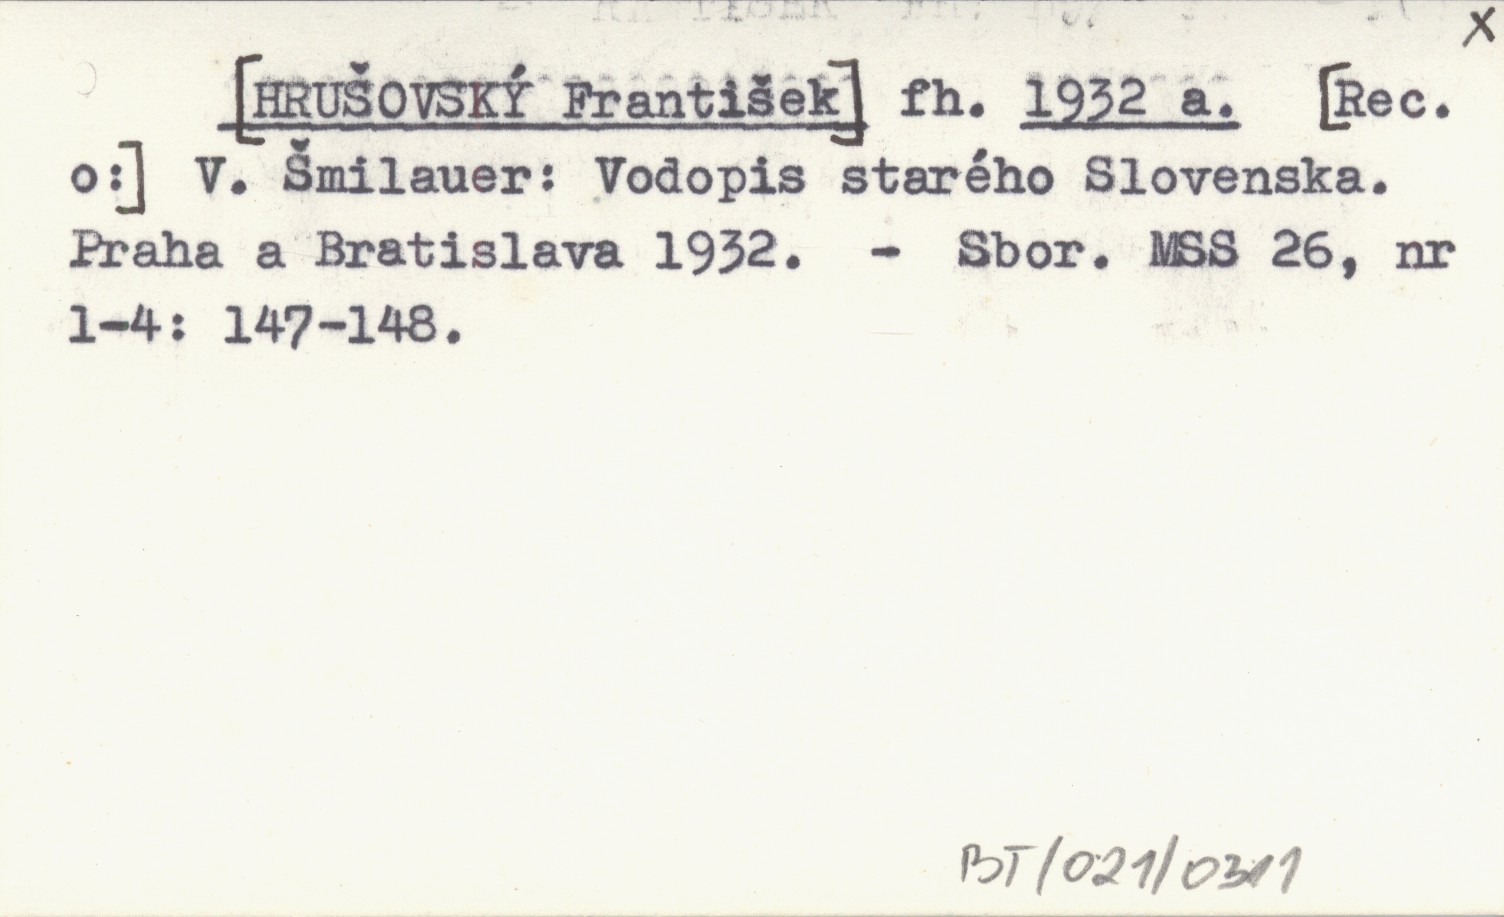 x
[HRUŠOVSKÝ František] fh. 1932 a. [Rec.
o:] V. Šmilauer: Vodopis starého Slovenska.
Praha a Bratislava 1932. - Sbor. MSS 26, nr
1-4: 147-148.
BT/021/0311